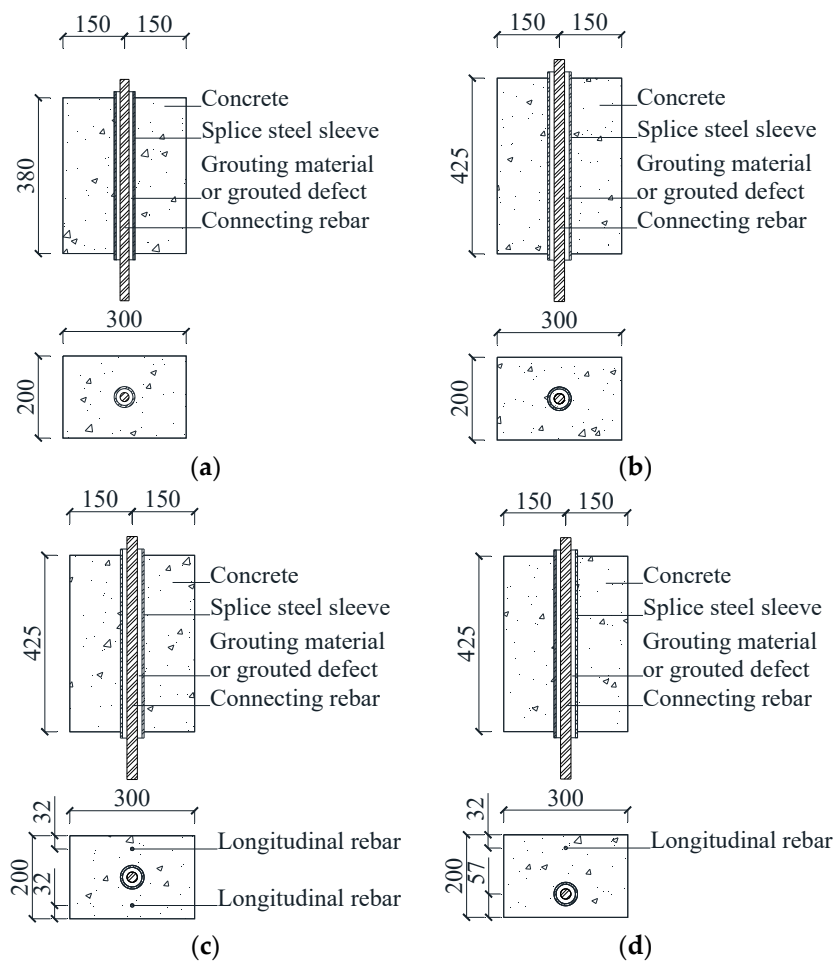 150 150
Concrete
Splice steel sleeve
Grouting material
or grouted defect
Connecting rebar
380
300
200
(a)
150 150
Concrete
Splice steel sleeve
Grouting material
or grouted defect
Connecting rebar
425
300
200
(b)
150 150
Concrete
Splice steel sleeve
Grouting material
or grouted defect
Connecting rebar
425
300
32
Longitudinal rebar
200
32
Longitudinal rebar
(c)
150 150
Concrete
Splice steel sleeve
Grouting material
or grouted defect
Connecting rebar
425
300
32
Longitudinal rebar
200
57
(d)